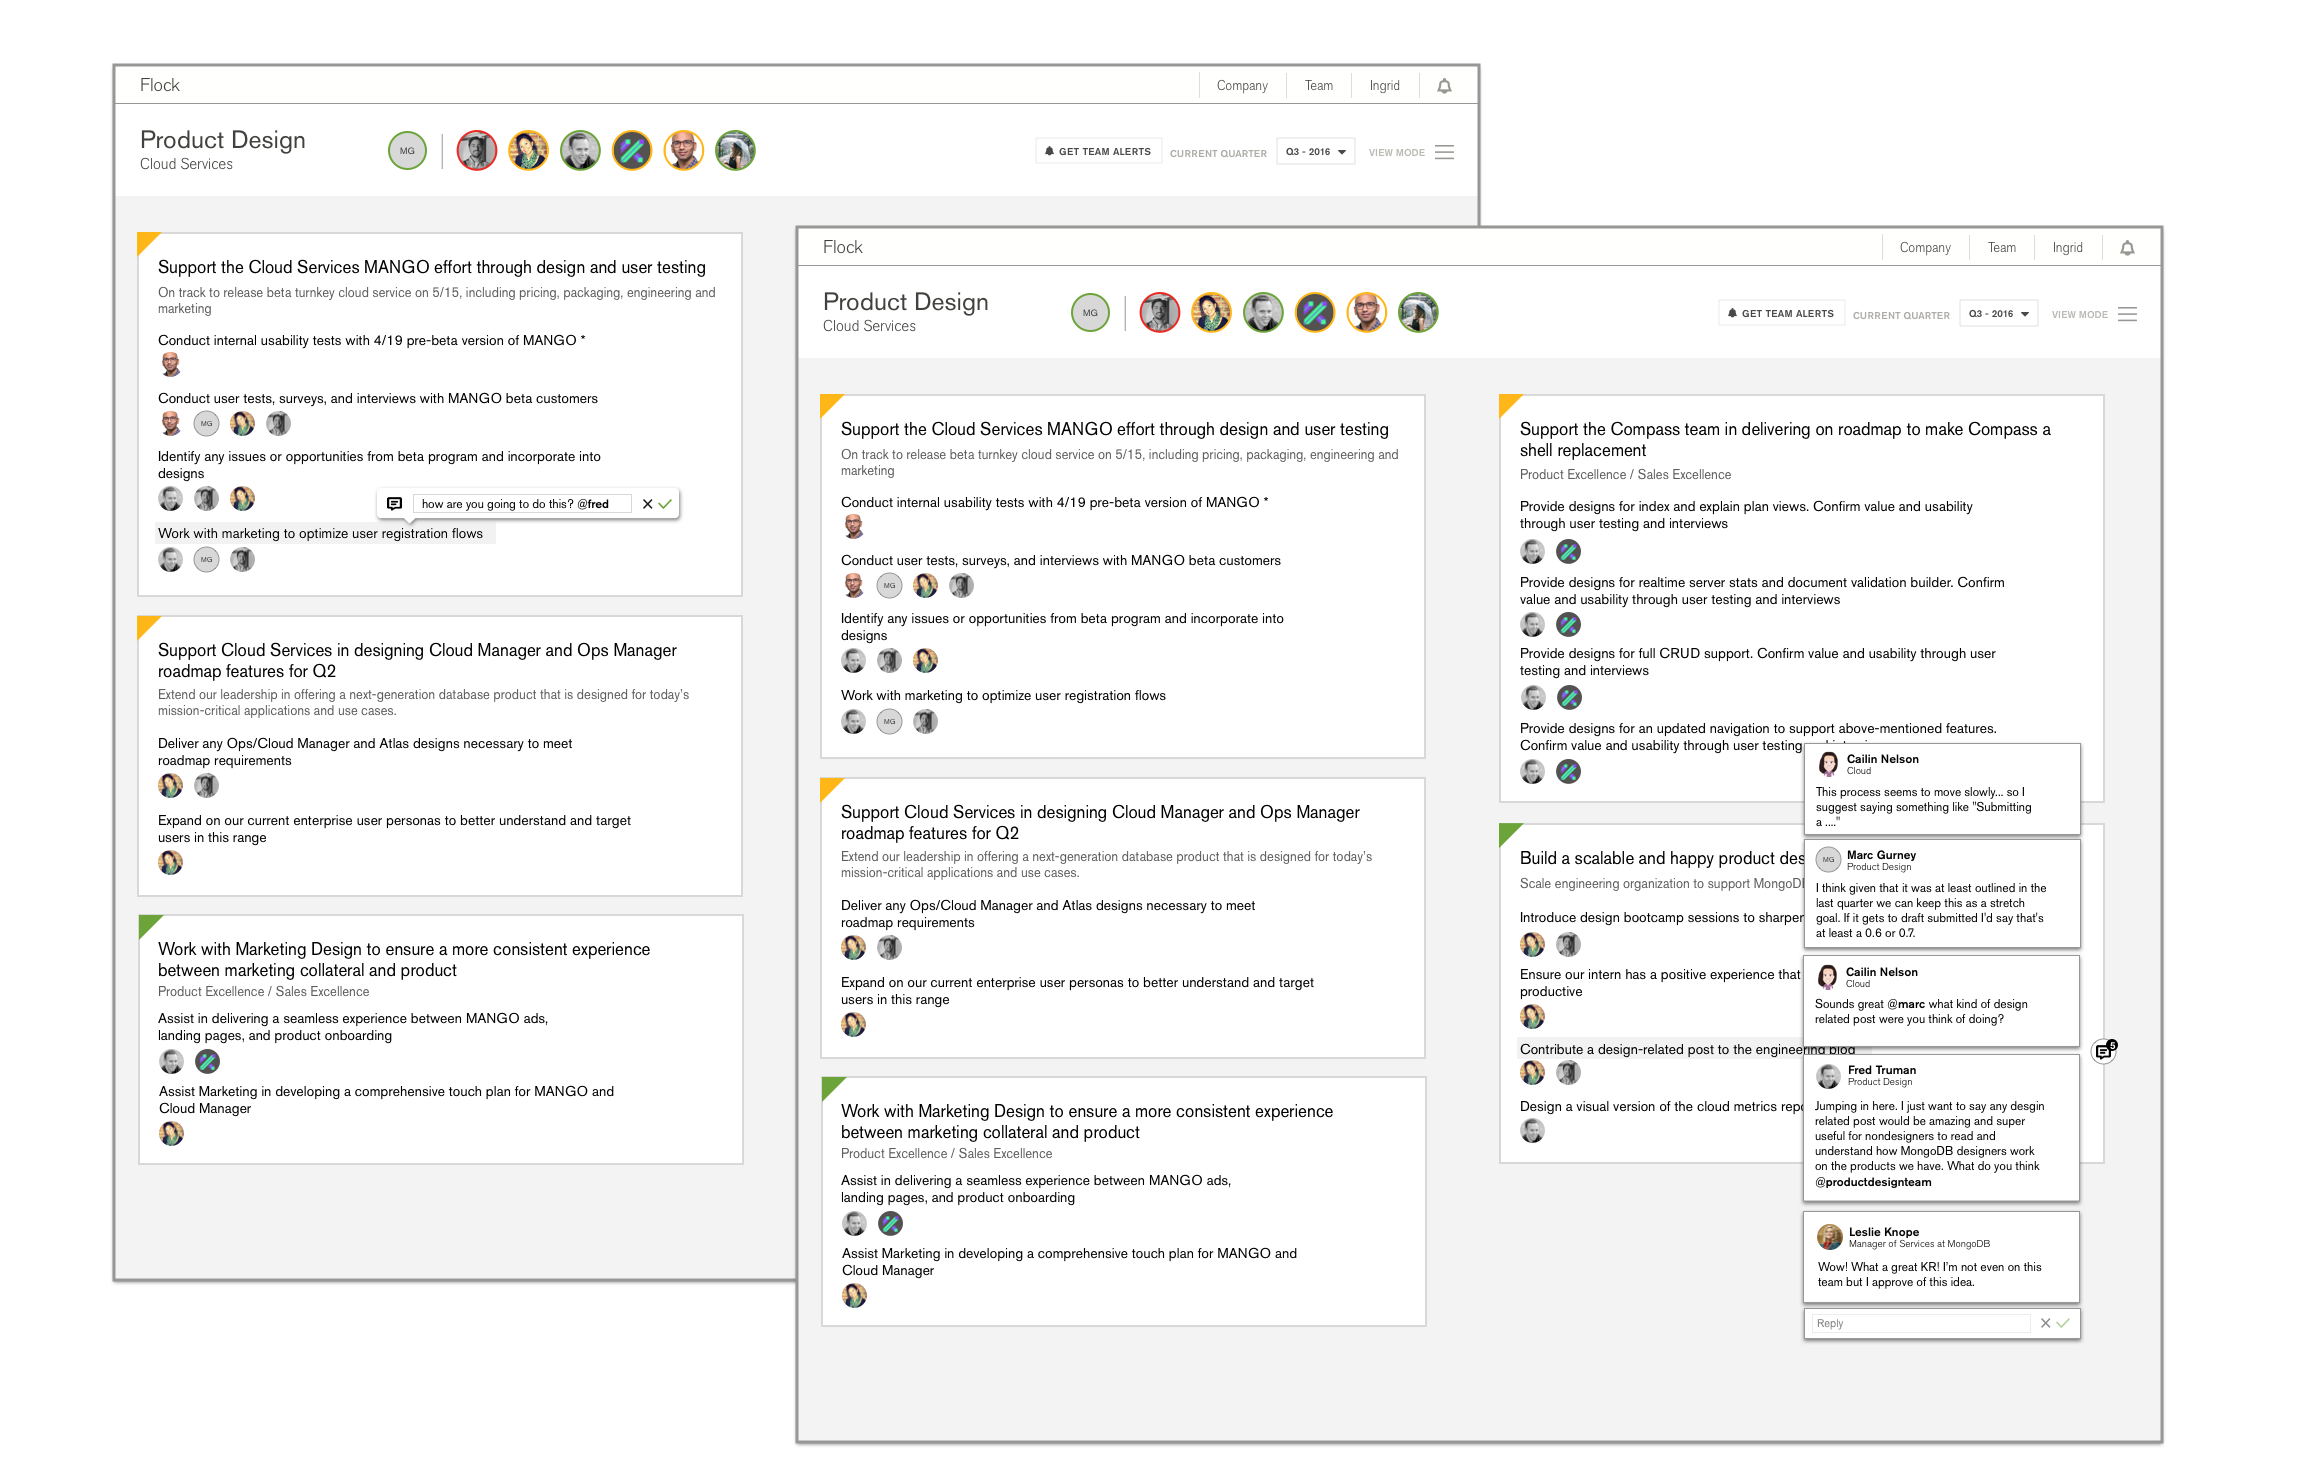 Flock
Company
Team
Ingrid
Product Design
Cloud Services
MG
GET TEAM ALERTS
CURRENT QUARTER
Q3 - 2016
VIEW MODE
Support the Cloud Services MANGO effort through design and user testing
On track to release beta turnkey cloud service on 5/15, including pricing, packaging, engineering and
marketing
Conduct internal usability tests with 4/19 pre-beta version of MANGO *
Conduct user tests, surveys, and interviews with MANGO beta customers
MG
Identify any issues or opportunities from beta program and incorporate into
designs
how are you going to do this? @fred
Work with marketing to optimize user registration flows
MG
Support Cloud Services in designing Cloud Manager and Ops Manager
roadmap features for Q2
Extend our leadership in offering a next-generation database product that is designed for today's
mission-critical applications and use cases.
Deliver any Ops/Cloud Manager and Atlas designs necessary to meet
roadmap requirements
Expand on our current enterprise user personas to better understand and target
users in this range
Work with Marketing Design to ensure a more consistent experience
between marketing collateral and product
Product Excellence / Sales Excellence
Assist in delivering a seamless experience between MANGO ads,
landing pages, and product onboarding
Assist Marketing in developing a comprehensive touch plan for MANGO and
Cloud Manager
Flock
Company
Team
Ingrid
Product Design
Cloud Services
MG
GET TEAM ALERTS
CURRENT QUARTER
Q3 - 2016
VIEW MODE
Support the Cloud Services MANGO effort through design and user testing
On track to release beta turnkey cloud service on 5/15, including pricing, packaging, engineering and
marketing
Conduct internal usability tests with 4/19 pre-beta version of MANGO *
Conduct user tests, surveys, and interviews with MANGO beta customers
MG
Identify any issues or opportunities from beta program and incorporate into
designs
Work with marketing to optimize user registration flows
MG
Support Cloud Services in designing Cloud Manager and Ops Manager
roadmap features for Q2
Extend our leadership in offering a next-generation database product that is designed for today's
mission-critical applications and use cases.
Deliver any Ops/Cloud Manager and Atlas designs necessary to meet
roadmap requirements
Expand on our current enterprise user personas to better understand and target
users in this range
Work with Marketing Design to ensure a more consistent experience
between marketing collateral and product
Product Excellence / Sales Excellence
Assist in delivering a seamless experience between MANGO ads,
landing pages, and product onboarding
Assist Marketing in developing a comprehensive touch plan for MANGO and
Cloud Manager
Support the Compass team in delivering on roadmap to make Compass a
shell replacement
Product Excellence / Sales Excellence
Provide designs for index and explain plan views. Confirm value and usability
through user testing and interviews
Provide designs for realtime server stats and document validation builder. Confirm
value and usability through user testing and interviews
Provide designs for full CRUD support. Confirm value and usability through user
testing and interviews
Provide designs for an updated navigation to support above-mentioned features.
Confirm value and usability through user testing
Build a scalable and happy product des
Scale engineering organization to support MongoD
Introduce design bootcamp sessions to sharper
Ensure our intern has a positive experience that
productive
Contribute a design-related post to the engineering blog
Design a visual version of the cloud metrics repo
Cailin Nelson
Cloud
This process seems to move slowly... so I
suggest saying something like "Submitting
a ...."
MG
Marc Gurney
Product Design
I think given that it was at least outlined in the
last quarter we can keep this as a stretch
goal. If it gets to draft submitted I'd say that's
at least a 0.6 or 0.7.
Cailin Nelson
Cloud
Sounds great @marc what kind of design
related post were you think of doing?
5
Fred Truman
Product Design
Jumping in here. I just want to say any desgin
related post would be amazing and super
useful for nondesigners to read and
understand how MongoDB designers work
on the products we have. What do you think
@productdesignteam
Leslie Knope
Manager of Services at MongoDB
Wow! What a great KR! I'm not even on this
team but I approve of this idea.
Reply